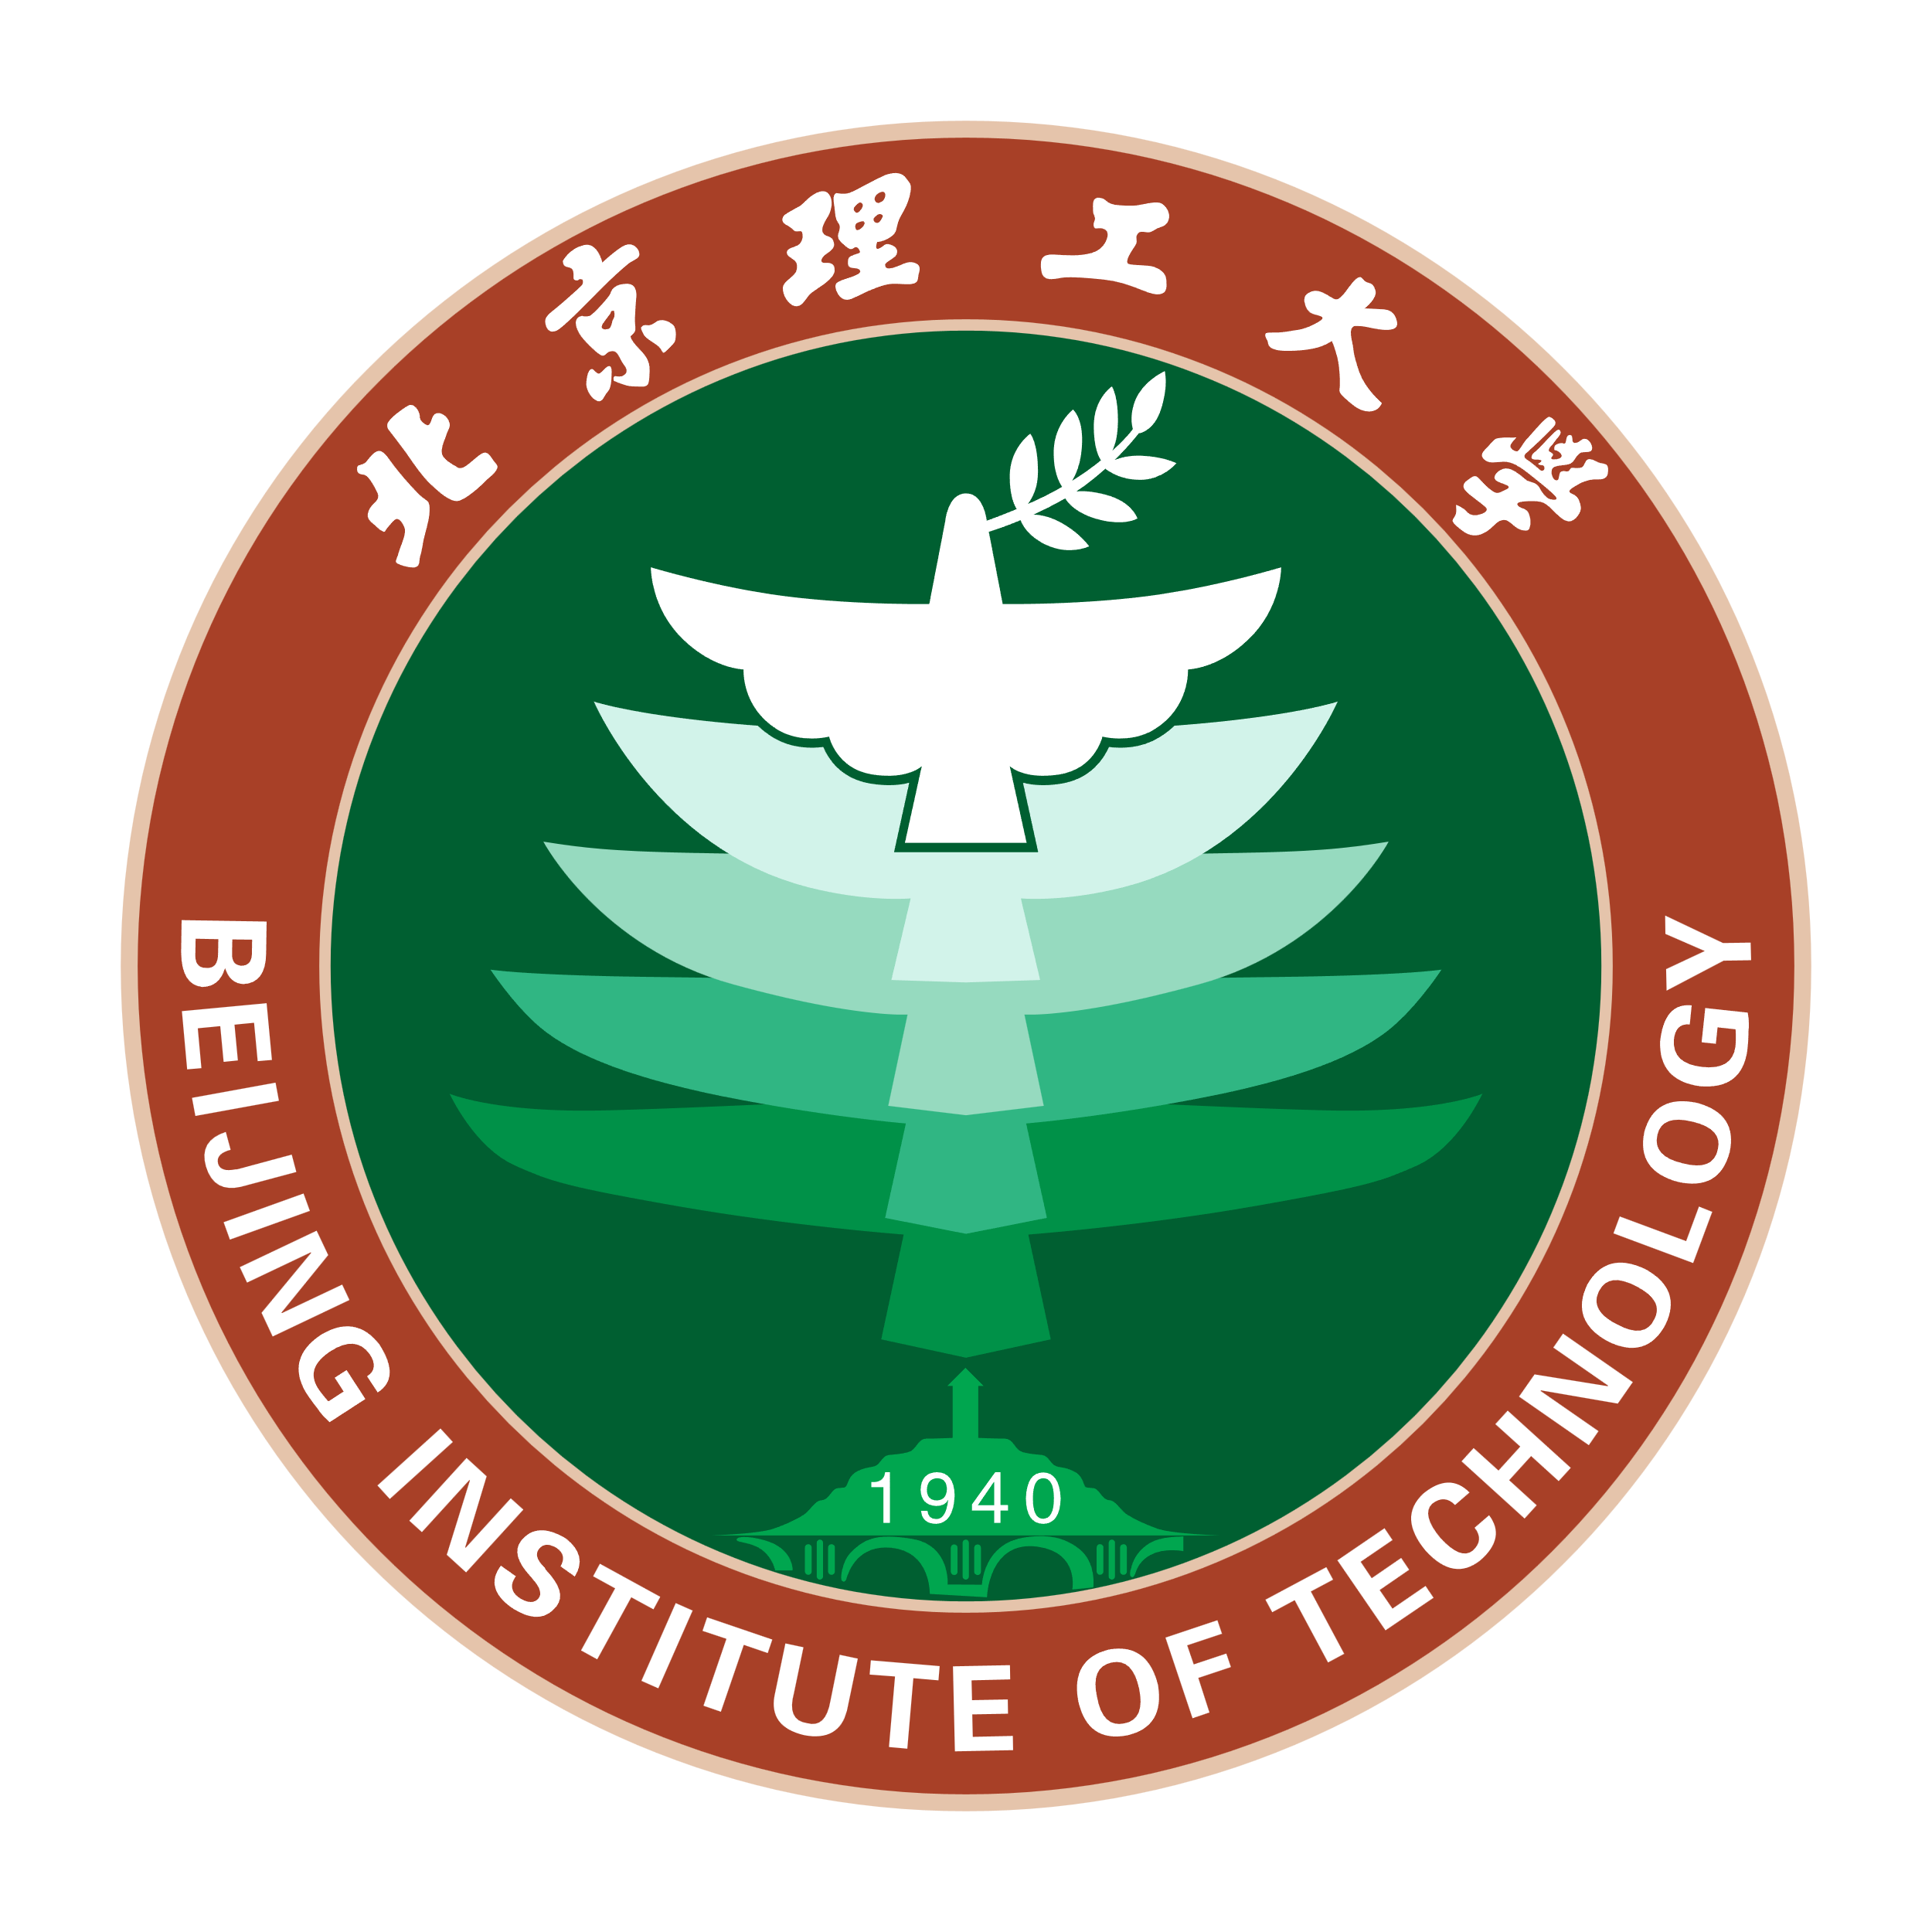 北京理工大学
1940
BEIJING INSTITUTE OF TECHNOLOGY